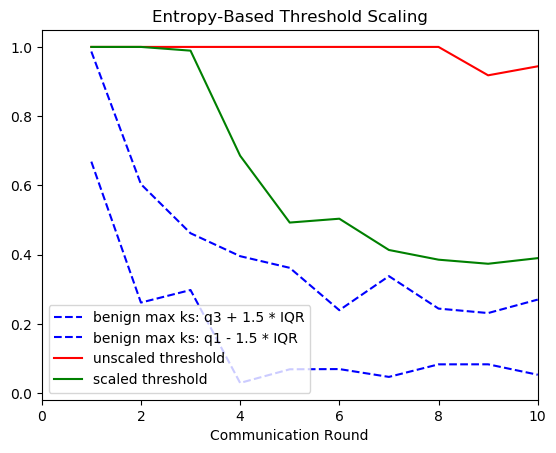 Entropy-Based Threshold Scaling
1.0
0.8
0.6
0.4
0.2
0.0
benign max ks: q3 + 1.5 * IQR
benign max ks: q1 - 1.5 * IQR
unscaled threshold
scaled threshold
0 2 4 6 8 10
Communication Round